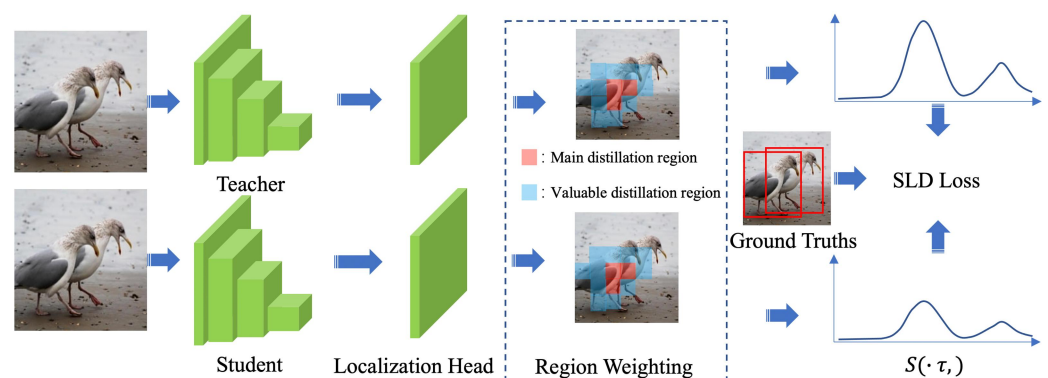 Teacher
: Main distillation region
: Valuable distillation region
SLD Loss
Ground Truths
Student
Localization Head
Region Weighting
S(· τ,)